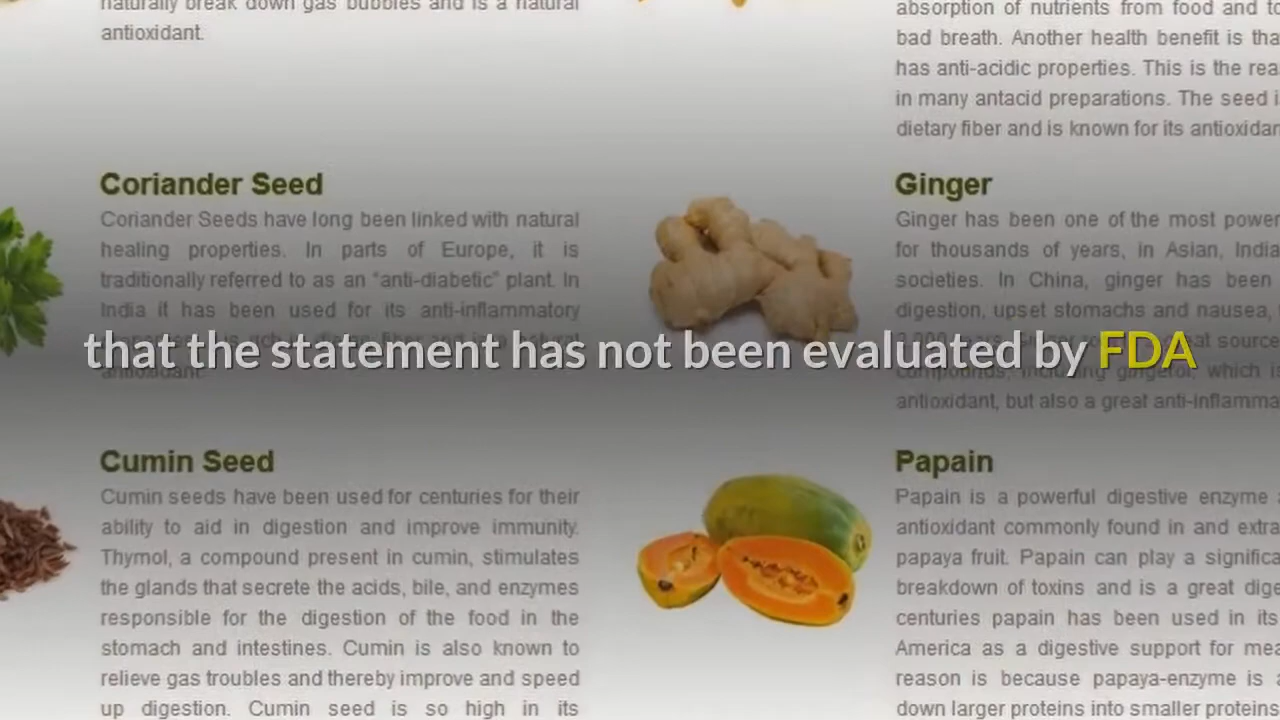 naturally break down gas bubbles and is a natural
antioxidant.
absorption of nutrients from food and to
bad breath. Another health benefit is tha
has anti-acidic properties. This is the rea
in many antacid preparations. The seed i
dietary fiber and is known for its antioxidan
Coriander Seed
Coriander Seeds have long been linked with natural
healing properties. In parts of Europe, it is
traditionally referred to as an "anti-diabetic" plant. In
India it has been used for its anti-inflammatory
antioxidant.
Ginger
Ginger has been one of the most power
for thousands of years, in Asian, India
societies. In China, ginger has been
digestion, upset stomachs and nausea,
source
compounds, including gingerol, which is
antioxidant, but also a great anti-inflamma
that the statement has not been evaluated by FDA
Cumin Seed
Cumin seeds have been used for centuries for their
ability to aid in digestion and improve immunity.
Thymol, a compound present in cumin, stimulates
the glands that secrete the acids, bile, and enzymes
responsible for the digestion of the food in the
stomach and intestines. Cumin is also known to
relieve gas troubles and thereby improve and speed
up digestion. Cumin seed is so high in its
Papain
Papain is a powerful digestive enzyme
antioxidant commonly found in and extra
papaya fruit. Papain can play a significa
breakdown of toxins and is a great dige
centuries papain has been used in its
America as a digestive support for mea
reason is because papaya-enzyme is a
down larger proteins into smaller proteins